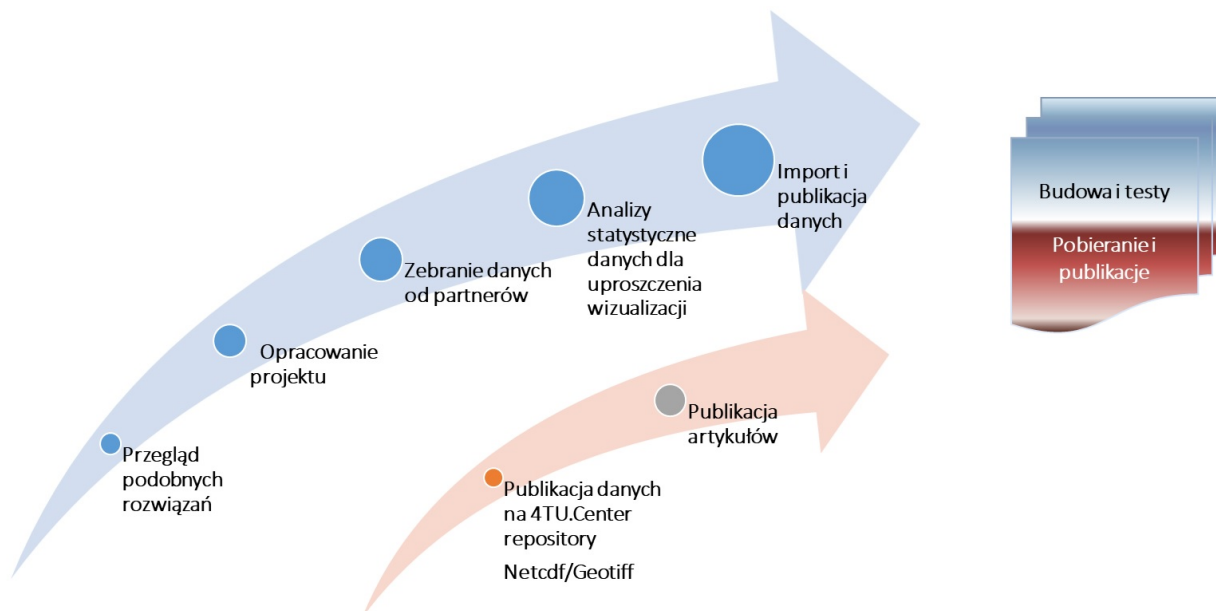 Przegląd
podobnych
rozwiązań
Opracowanie
projektu
Zebranie danych
od partnerów
Analizy
statystyczne
danych dla
uproszczenia
wizualizacji
Import i
publikacja
danych
Publikacja danych
na 4TU.Center
repository
Netcdf/Geotiff
Publikacja
artykułów
Budowa i testy
Pobieranie i
publikacje